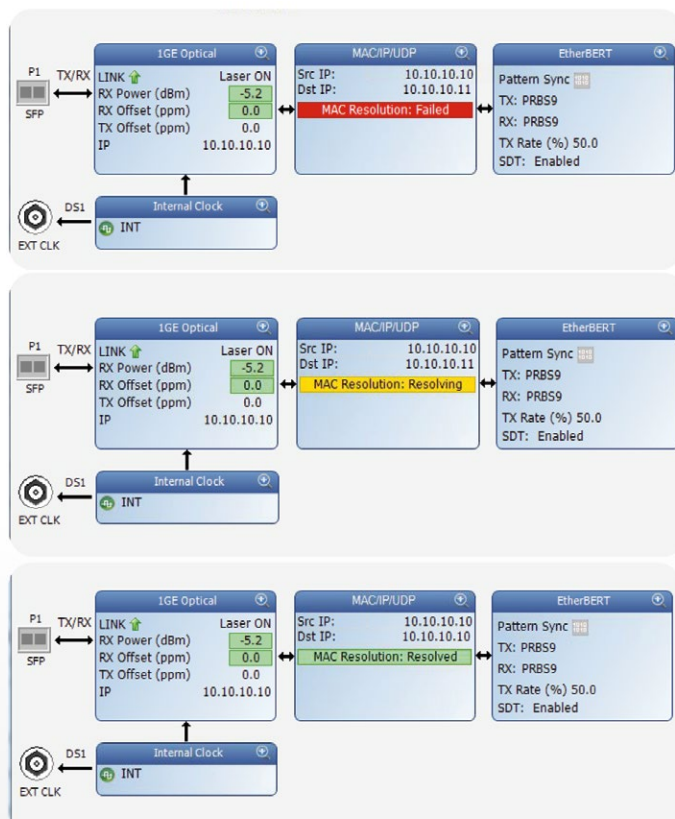 1GE Optical
MAC/IP/UDP
EtherBERT
P1
TX/RX
SFP
LINK
Laser ON
RX Power (dBm)
-5.2
RX Offset (ppm)
0.0
TX Offset (ppm)
0.0
IP
10.10.10.10
Src IP:
10.10.10.10
Dst IP:
10.10.10.11
MAC Resolution: Failed
Pattern Sync
TX: PRBS9
RX: PRBS9
TX Rate (%) 50.0
SDT: Enabled
DS1
EXT CLK
Internal Clock
INT
1GE Optical
MAC/IP/UDP
EtherBERT
P1
TX/RX
SFP
LINK
Laser ON
RX Power (dBm)
-5.2
RX Offset (ppm)
0.0
TX Offset (ppm)
0.0
IP
10.10.10.10
Src IP:
10.10.10.10
Dst IP:
10.10.10.11
MAC Resolution: Resolving
Pattern Sync
TX: PRBS9
RX: PRBS9
TX Rate (%) 50.0
SDT: Enabled
DS1
EXT CLK
Internal Clock
INT
1GE Optical
MAC/IP/UDP
EtherBERT
P1
TX/RX
SFP
LINK
Laser ON
RX Power (dBm)
-5.2
RX Offset (ppm)
0.0
TX Offset (ppm)
0.0
IP
10.10.10.10
Src IP:
10.10.10.10
Dst IP:
10.10.10.10
MAC Resolution: Resolved
Pattern Sync
TX: PRBS9
RX: PRBS9
TX Rate (%) 50.0
SDT: Enabled
DS1
EXT CLK
Internal Clock
INT